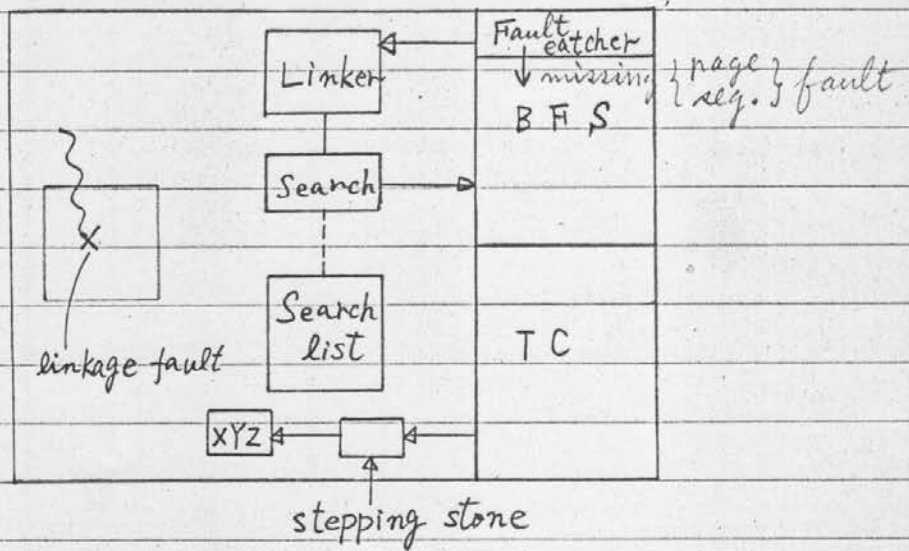 Fault
catcher
Linker
missing { page } fault
{ seg. }
B F S
Search
X
Search
list
T C
linkage fault
XYZ
stepping stone